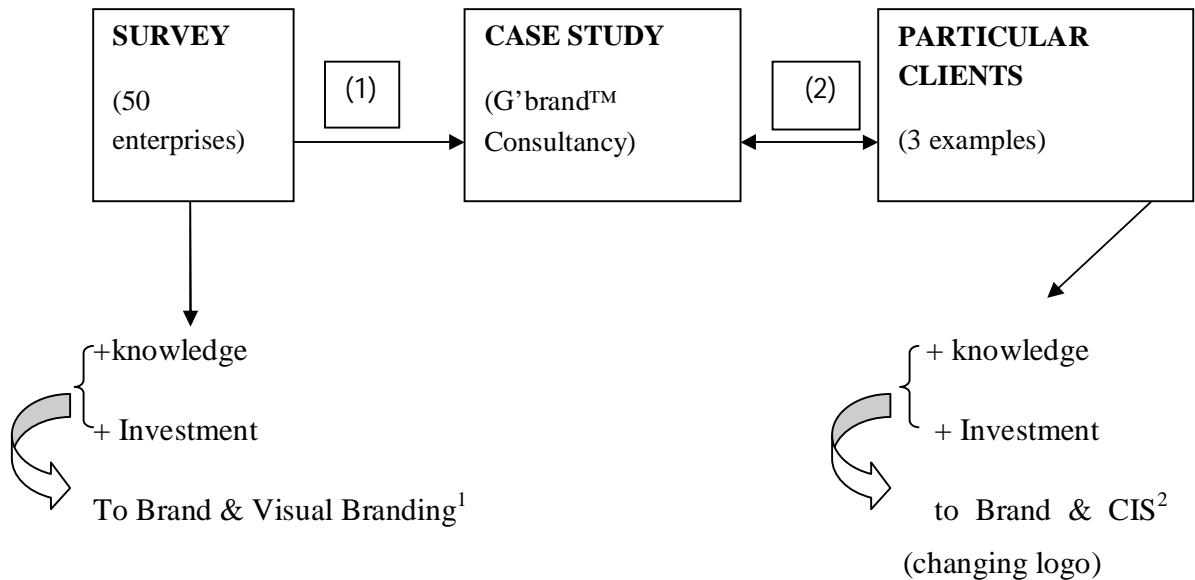 SURVEY
(50
enterprises)
(1)
CASE STUDY
(G’brand™
Consultancy)
(2)
PARTICULAR
CLIENTS
(3 examples)
+knowledge
+ Investment
To Brand & Visual Branding1
+ knowledge
+ Investment
to Brand & CIS2
(changing logo)